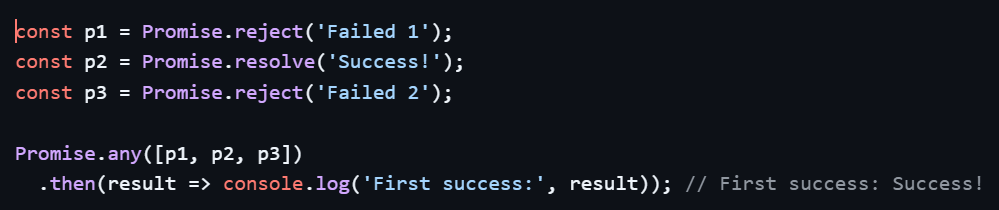 const p1 = Promise.reject('Failed 1');
const p2 = Promise.resolve('Success!');
const p3 = Promise.reject('Failed 2');

Promise.any([p1, p2, p3])
  .then(result => console.log('First success:', result)); // First success: Success!